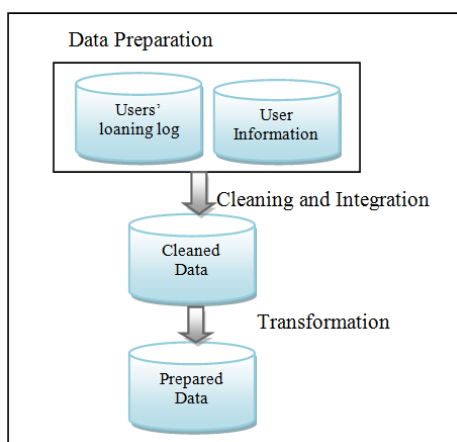 Data Preparation
Users'
loaning log
User
Information
Cleaning and Integration
Cleaned
Data
Transformation
Prepared
Data